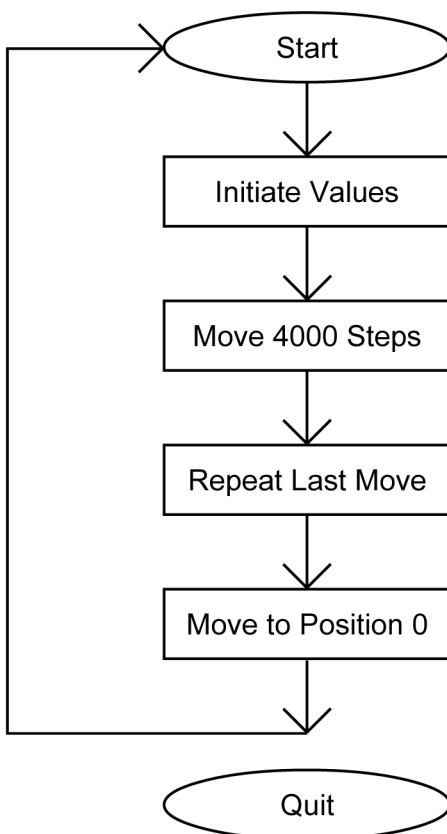 Start
Initiate Values
Move 4000 Steps
Repeat Last Move
Move to Position 0
Quit